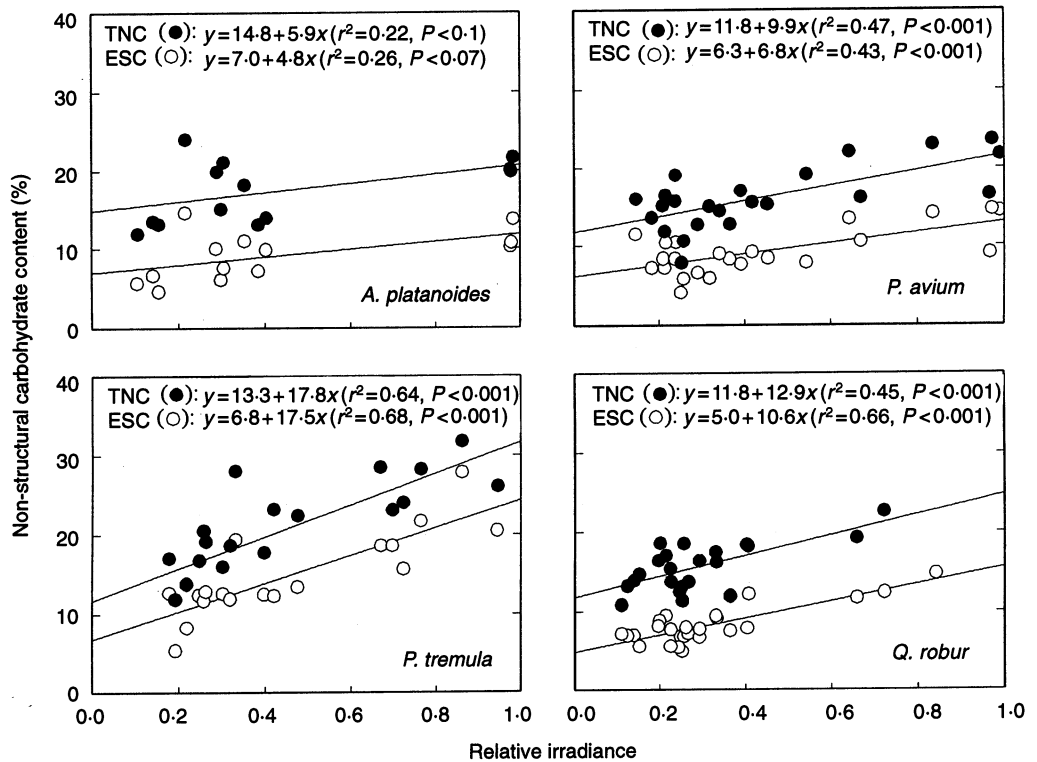 40
30
20
10
0
TNC (●): y=14·8+5·9x(r²=0·22, P<0·1)
ESC (○): y=7·0+4·8x(r²=0·26, P<0·07)
A. platanoides
TNC (●): y=11·8+9·9x(r²=0·47, P<0·001)
ESC (○): y=6·3+6·8x(r²=0·43, P<0·001)
P. avium
Non-structural carbohydrate content (%)
40
30
20
10
0
TNC (●): y=13·3+17·8x(r²=0·64, P<0·001)
ESC (○): y=6·8+17·5x(r²=0·68, P<0·001)
P. tremula
TNC (●): y=11·8+12·9x(r²=0·45, P<0·001)
ESC (○): y=5·0+10·6x(r²=0·66, P<0·001)
Q. robur
0·0 0·2 0·4 0·6 0·8 1·0
0·0 0·2 0·4 0·6 0·8 1·0
Relative irradiance